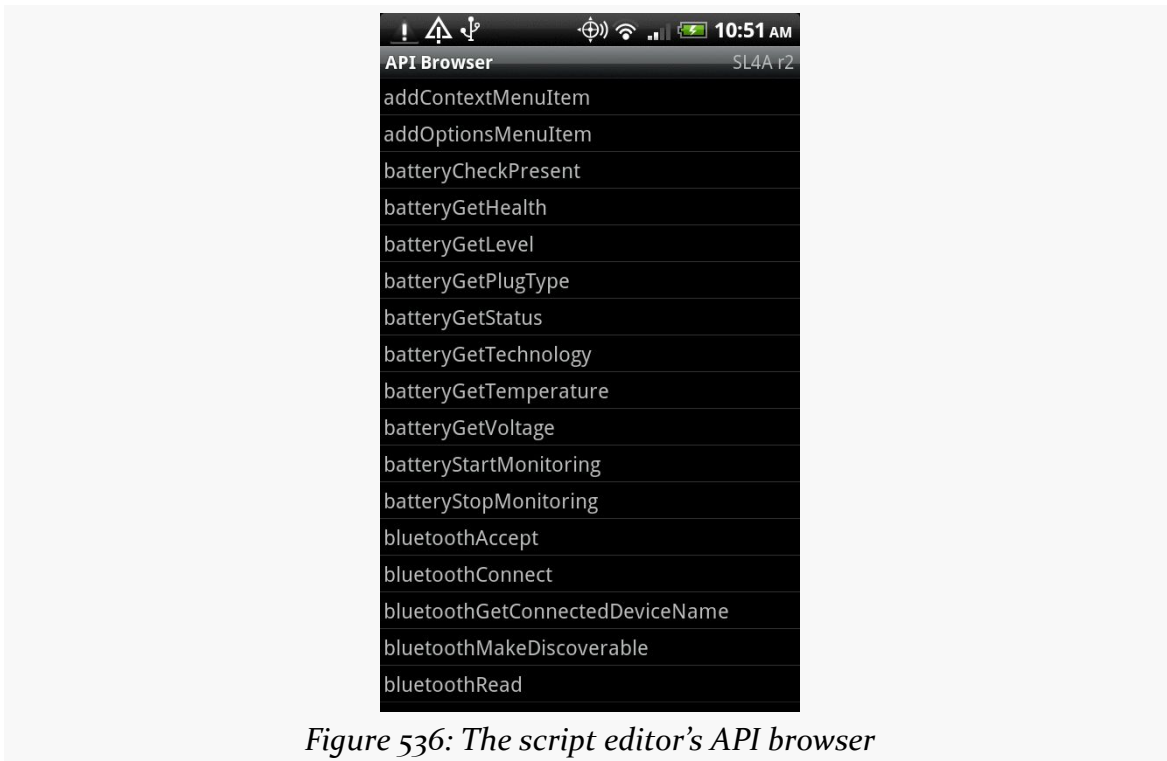 10:51 AM
API Browser SL4A r2
addContextMenuItem
addOptionsMenuItem
batteryCheckPresent
batteryGetHealth
batteryGetLevel
batteryGetPlugType
batteryGetStatus
batteryGetTechnology
batteryGetTemperature
batteryGetVoltage
batteryStartMonitoring
batteryStopMonitoring
bluetoothAccept
bluetoothConnect
bluetoothGetConnectedDeviceName
bluetoothMakeDiscoverable
bluetoothRead
Figure 536: The script editor’s API browser